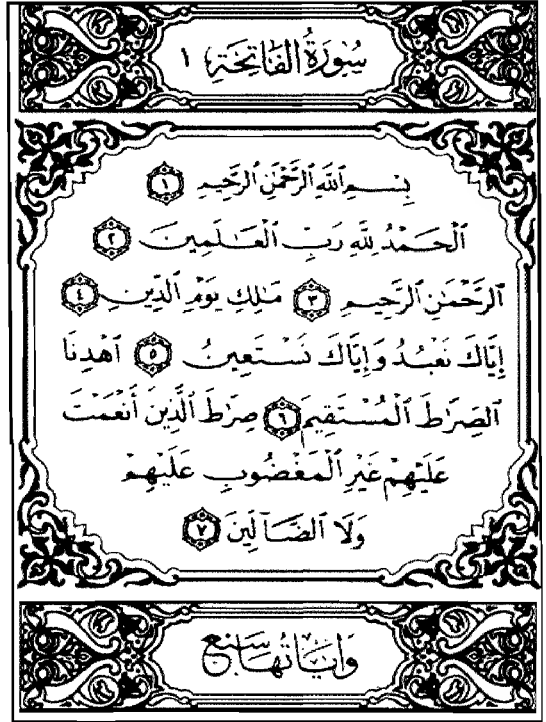 سُورَةُ الفَاتِحَةِ ١
بِسْمِ ٱللَّهِ ٱلرَّحْمَٰنِ ٱلرَّحِيمِ ١
ٱلْحَمْدُ لِلَّهِ رَبِّ ٱلْعَٰلَمِينَ ٢
ٱلرَّحْمَٰنِ ٱلرَّحِيمِ ٣ مَٰلِكِ يَوْمِ ٱلدِّينِ ٤
إِيَّاكَ نَعْبُدُ وَإِيَّاكَ نَسْتَعِينُ ٥ ٱهْدِنَا
ٱلصِّرَٰطَ ٱلْمُسْتَقِيمَ ٦ صِرَٰطَ ٱلَّذِينَ أَنْعَمْتَ
عَلَيْهِمْ غَيْرِ ٱلْمَغْضُوبِ عَلَيْهِمْ
وَلَا ٱلضَّآلِّينَ ٧
وَآيَاتُهَا سَبْعٌ